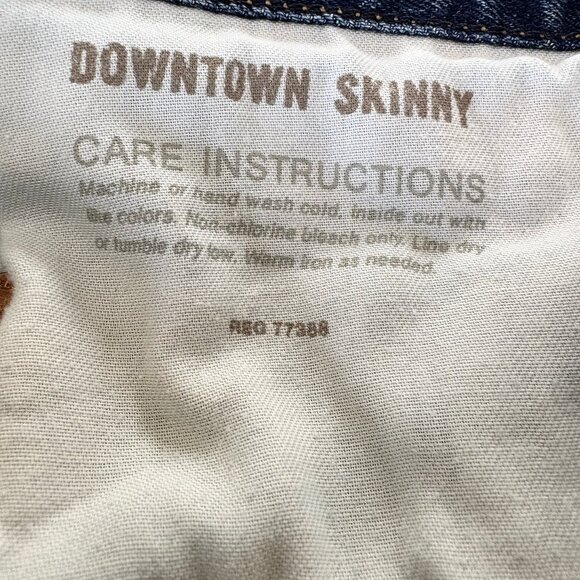 DOWNTOWN SKINNY
CARE INSTRUCTIONS
Machine or hand wash cold, inside out with
like colors. Non-chlorine bleach only. Line dry
or tumble dry low. Warm iron as needed.
REG 77388